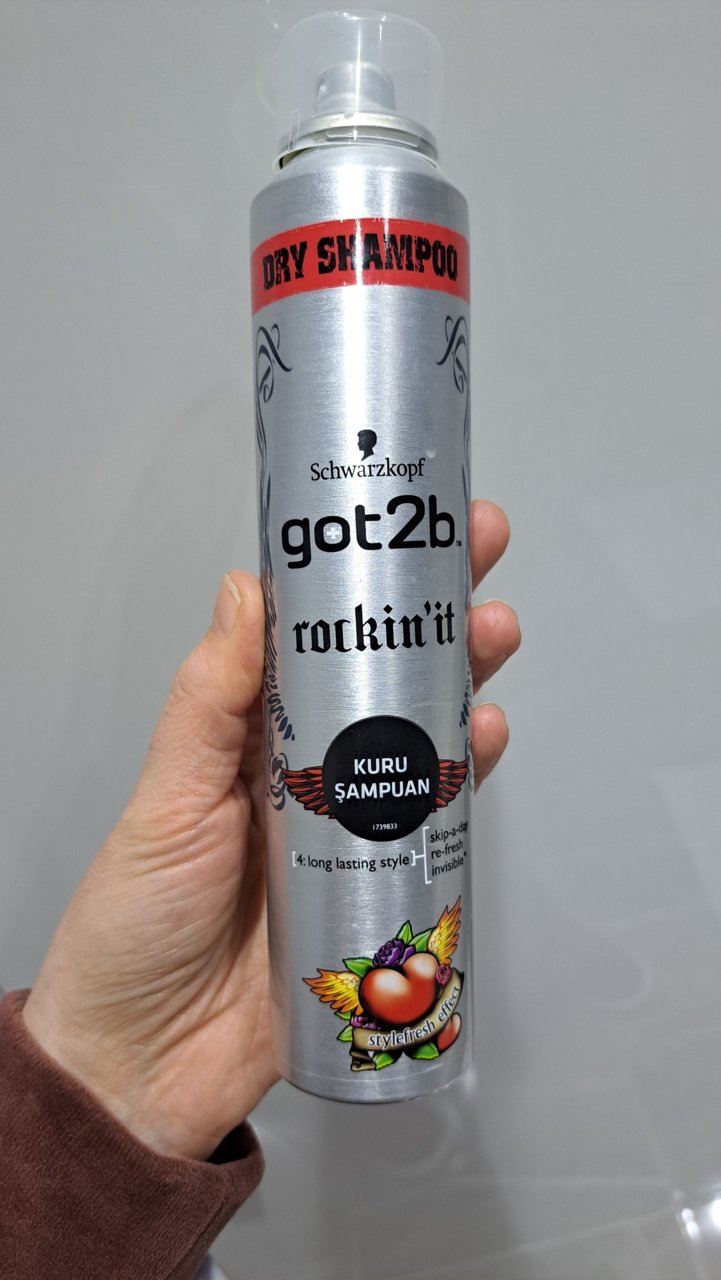 DRY SHAMPOO
Schwarzkopf
got2b™
rockin'it
KURU
ŞAMPUAN
1739833
[4: long lasting style]
skip-a-day
re-fresh
invisible*
stylefresh effect